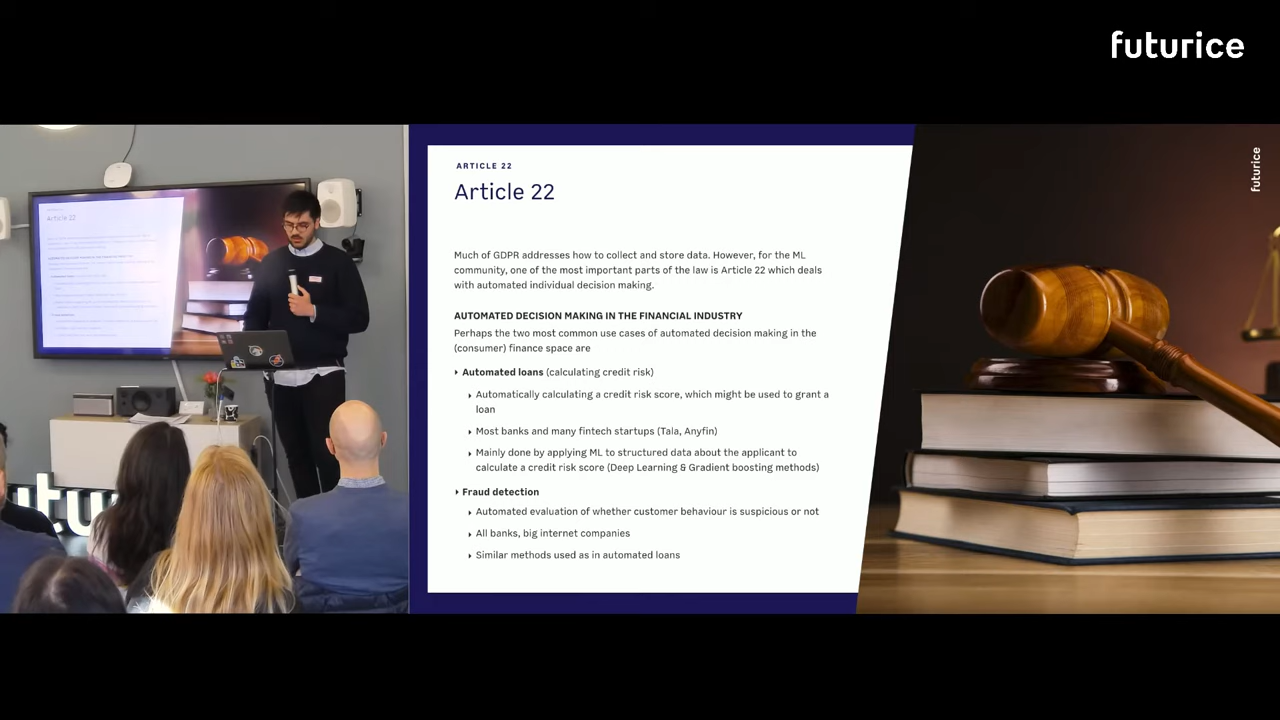 futurice
ARTICLE 22
Article 22
Much of GDPR addresses how to collect and store data. However, for the ML
community, one of the most important parts of the law is Article 22 which deals
with automated individual decision making.
AUTOMATED DECISION MAKING IN THE FINANCIAL INDUSTRY
Perhaps the two most common use cases of automated decision making in the
(consumer) finance space are
Automated loans (calculating credit risk)
Automatically calculating a credit risk score, which might be used to grant a
loan
Most banks and many fintech startups (Tala, Anyfin)
Mainly done by applying ML to structured data about the applicant to
calculate a credit risk score (Deep Learning & Gradient boosting methods)
Fraud detection
Automated evaluation of whether customer behaviour is suspicious or not
All banks, big internet companies
Similar methods used as in automated loans
futurice
Article 22